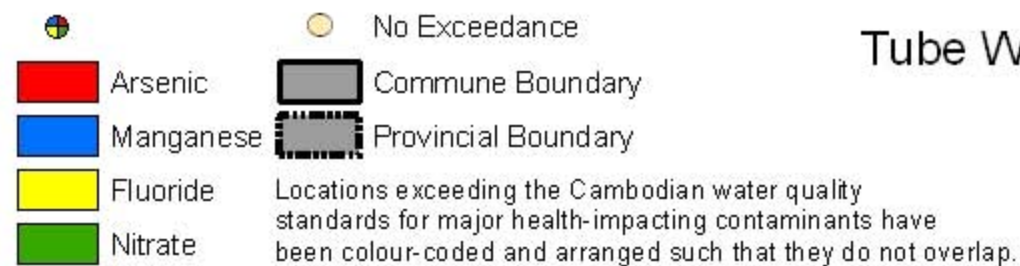 No Exceedance
Tube W
Arsenic
Commune Boundary
Manganese
Provincial Boundary
Fluoride
Nitrate
Locations exceeding the Cambodian water quality
standards for major health-impacting contaminants have
been colour-coded and arranged such that they do not overlap.